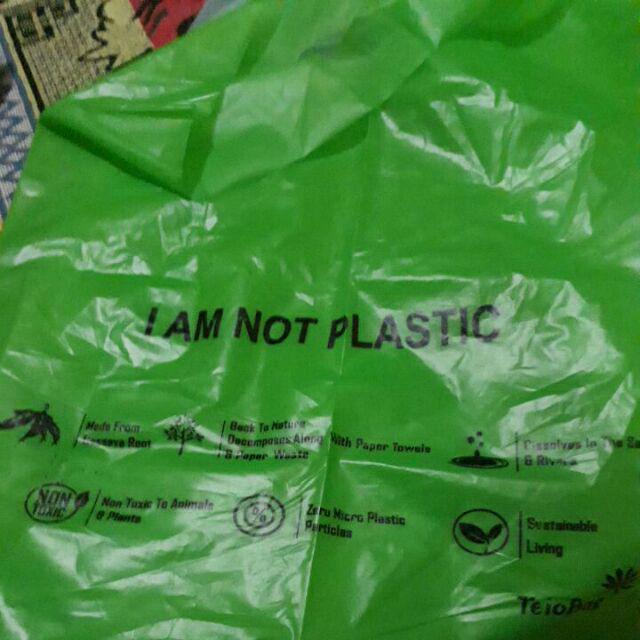 I AM NOT PLASTIC
Made From
Cassava Root
Back To Nature
Decomposes Along With Paper Towels
& Paper Waste
Dissolves In The
& Rivers
NON
TOXIC
Non Toxic To Animals
& Plants
Zero Micro Plastic
Particles
Sustainable
Living